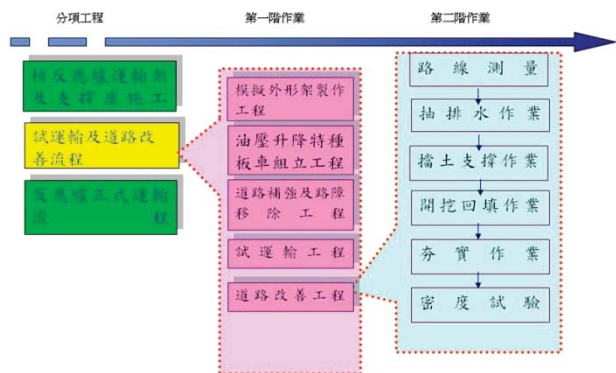 分項工程
第一階作業
第二階作業
核反應爐運輸架
及支撐座施工
試運輸及道路改
善流程
反應爐正式運輸
流程
模擬外形架製作
工程
油壓升降特種
板車組立工程
道路補強及路障
移除工程
試運輸工程
道路改善工程
路線測量
抽排水作業
擋土支撐作業
開挖回填作業
夯實作業
密度試驗